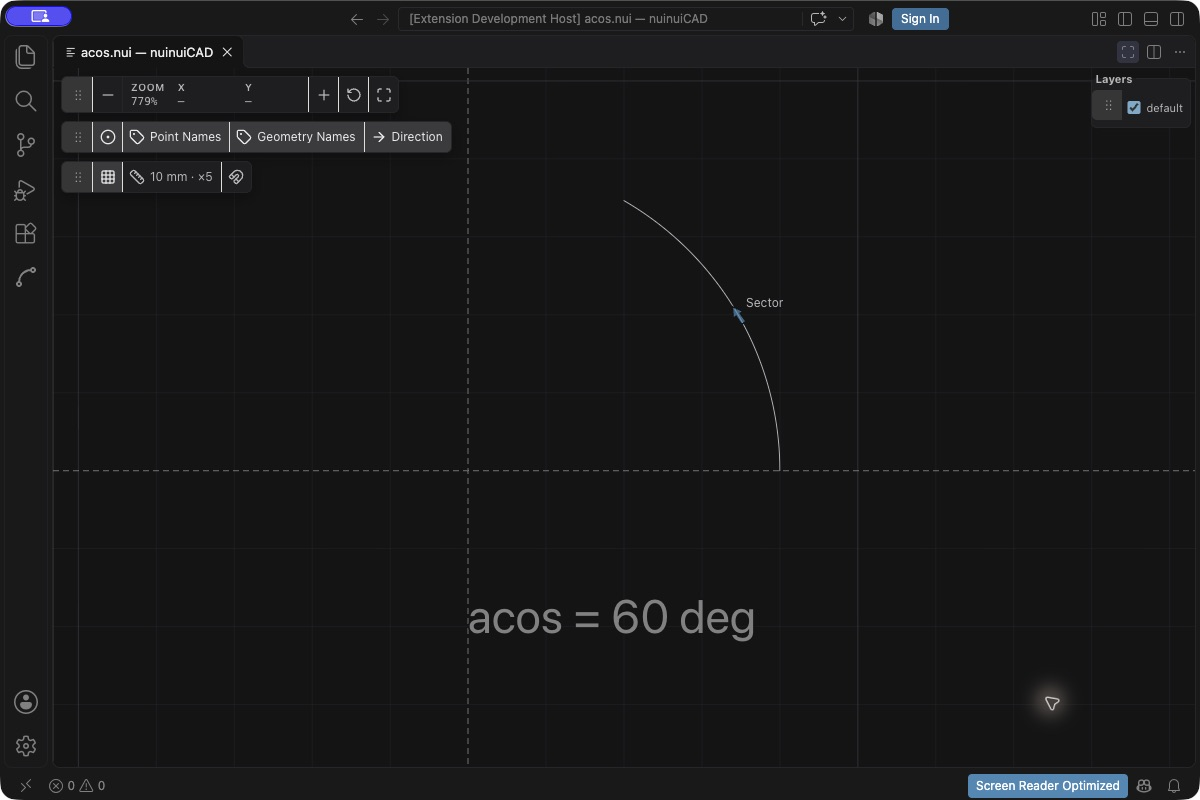 [Extension Development Host] acos.nui — nuinuiCAD
Sign In
acos.nui — nuinuiCAD
ZOOM X Y
779% – –
Layers
default
Point Names Geometry Names Direction
10 mm · ×5
Sector
acos = 60 deg
0 0
Screen Reader Optimized